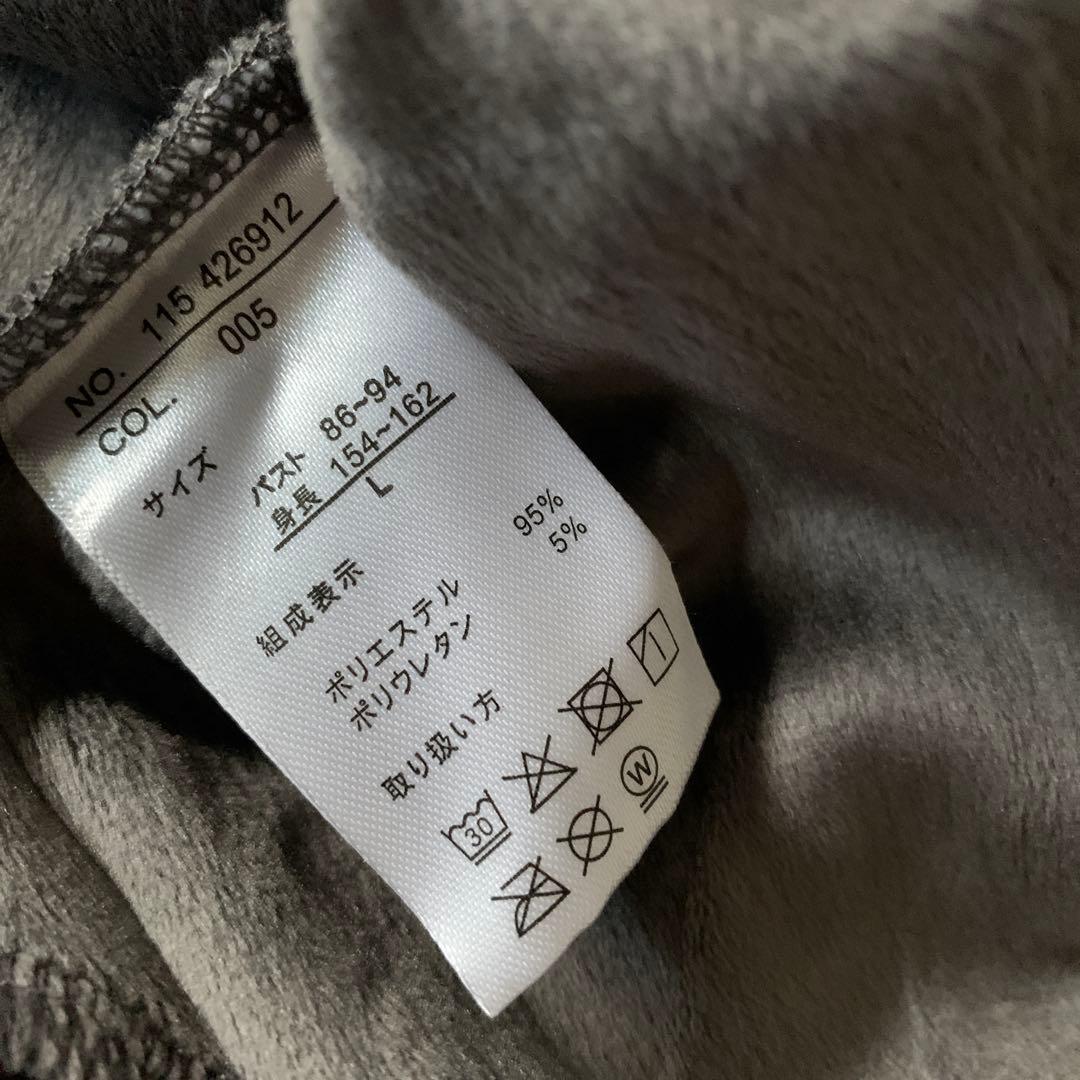 NO. 115 426912
COL. 005
サイズ
バスト 86~94
身長 154~162
L
組成表示
ポリエステル 95%
ポリウレタン 5%
取り扱い方
30
W